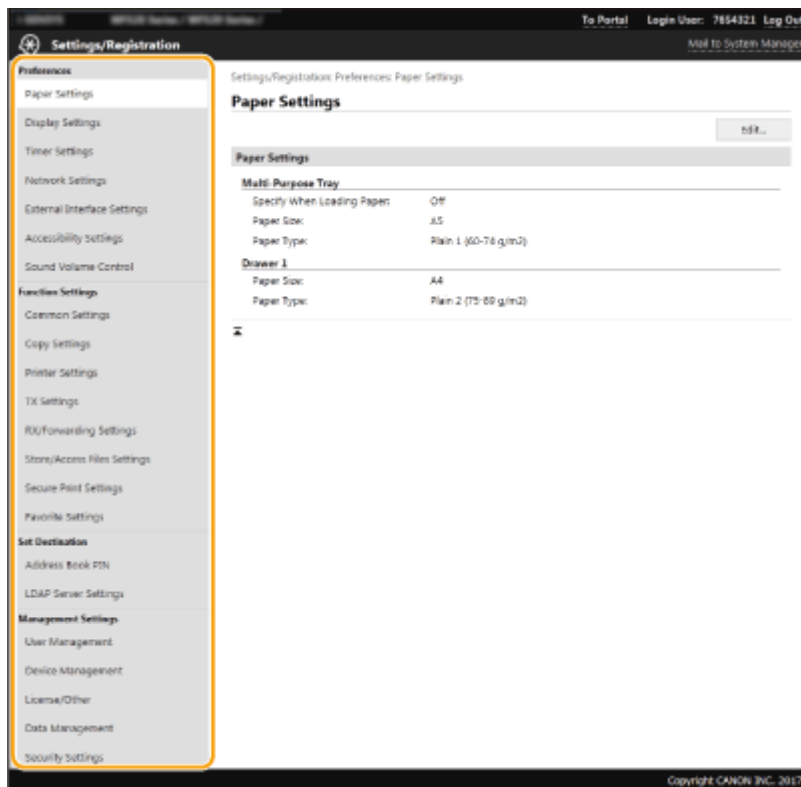 To Portal Login User: 7654321 Log Out
Settings/Registration
Mail to System Manager
Preferences
Paper Settings
Display Settings
Timer Settings
Network Settings
External Interface Settings
Accessibility Settings
Sound Volume Control
Function Settings
Common Settings
Copy Settings
Printer Settings
TX Settings
RX/Forwarding Settings
Store/Access Files Settings
Secure Print Settings
Favorite Settings
Set Destination
Address Book PIN
LDAP Server Settings
Management Settings
User Management
Device Management
License/Other
Data Management
Security Settings
Settings/Registration: Preferences: Paper Settings
Paper Settings
Edit...
Paper Settings
Multi-Purpose Tray
Specify When Loading Paper: Off
Paper Size: A5
Paper Type: Plain 1 (60-74 g/m2)
Drawer 1
Paper Size: A4
Paper Type: Plain 2 (75-89 g/m2)
Copyright CANON INC. 2017